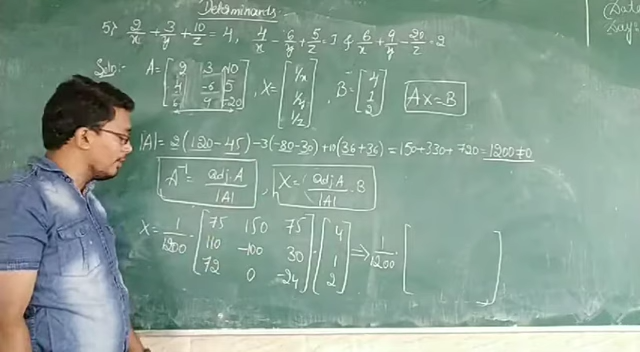 Determinants:
(Date
Day:
5) 2/x + 3/y + 10/z = 4, 4/x - 6/y + 5/z = 1 & 6/x + 9/y - 20/z = 2
Soln:- A = [2 3 10; 4 -6 5; 6 9 -20], X = [1/x; 1/y; 1/z], B = [4; 1; 2] AX = B
|A| = 2(120-45) -3(-80-30) +10(36+36) = 150+330+720 = 1200 ≠ 0
A⁻¹ = adj.A/|A| , X = (adj.A/|A|).B
X = 1/1200 . [75 150 75; 110 -100 30; 72 0 -24] . [4; 1; 2] ⇒ 1/1200 . [ ]